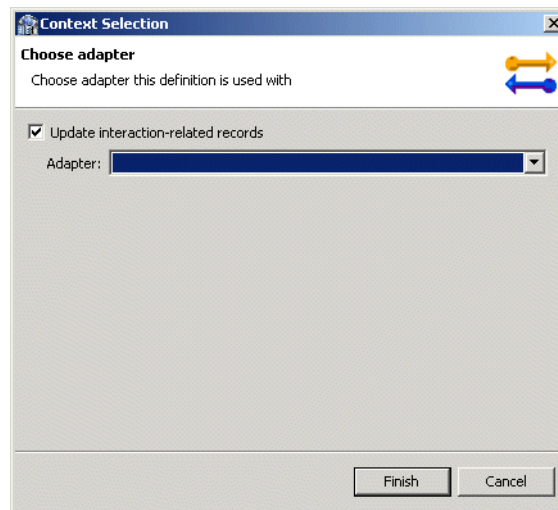 Context Selection
Choose adapter
Choose adapter this definition is used with
Update interaction-related records
Adapter:
Finish
Cancel